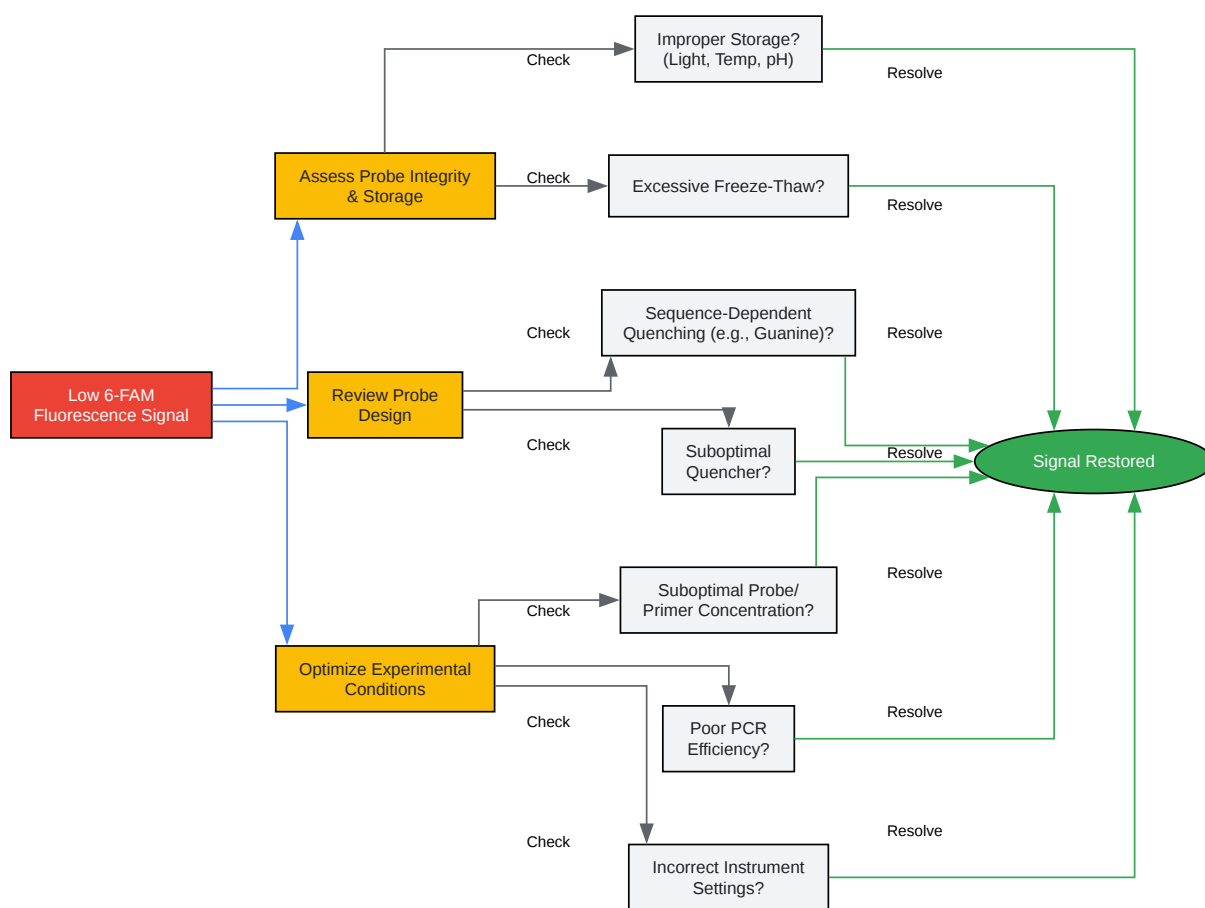 Improper Storage?
(Light, Temp, pH)
Check
Resolve
Assess Probe Integrity
& Storage
Check
Excessive Freeze-Thaw?
Resolve
Sequence-Dependent
Quenching (e.g., Guanine)?
Check
Resolve
Low 6-FAM
Fluorescence Signal
Review Probe
Design
Check
Suboptimal
Quencher?
Resolve
Signal Restored
Suboptimal Probe/
Primer Concentration?
Check
Resolve
Optimize Experimental
Conditions
Check
Poor PCR
Efficiency?
Resolve
Check
Incorrect Instrument
Settings?
Resolve